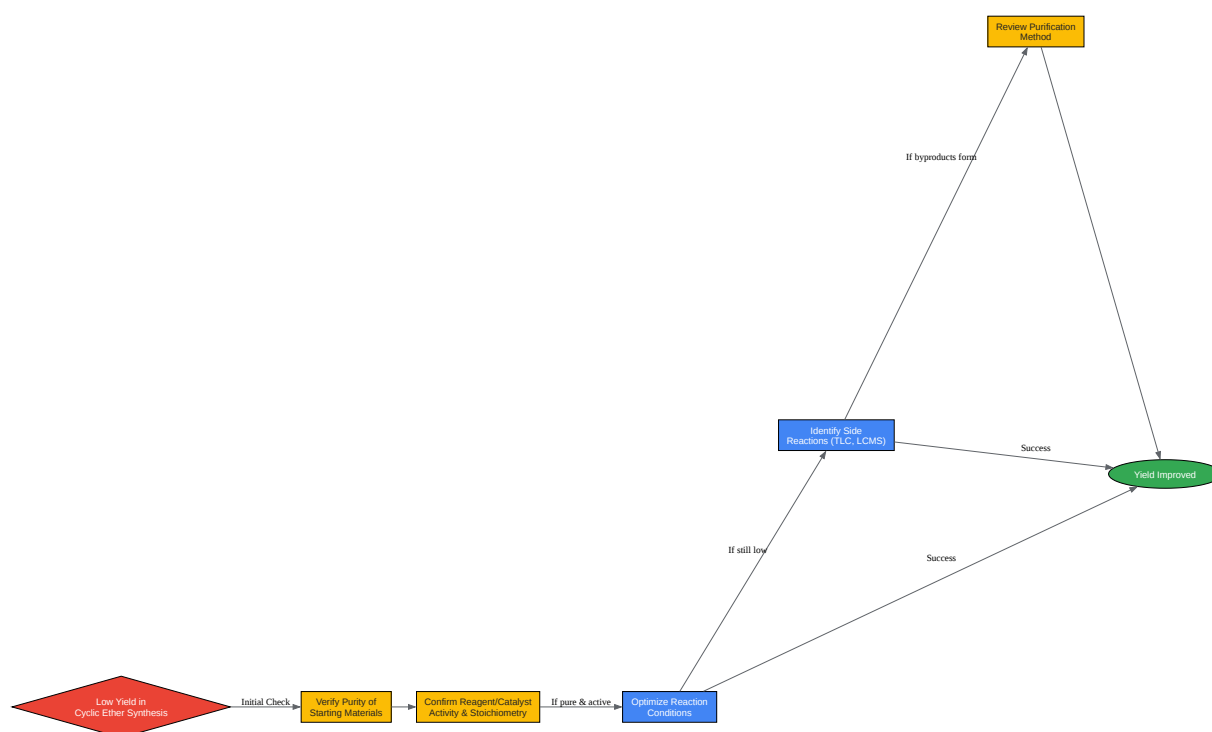 Review Purification
Method
If byproducts form
Identify Side
Reactions (TLC, LCMS)
Success
Yield Improved
If still low
Success
Low Yield in
Cyclic Ether Synthesis
Initial Check
Verify Purity of
Starting Materials
Confirm Reagent/Catalyst
Activity & Stoichiometry
If pure & active
Optimize Reaction
Conditions